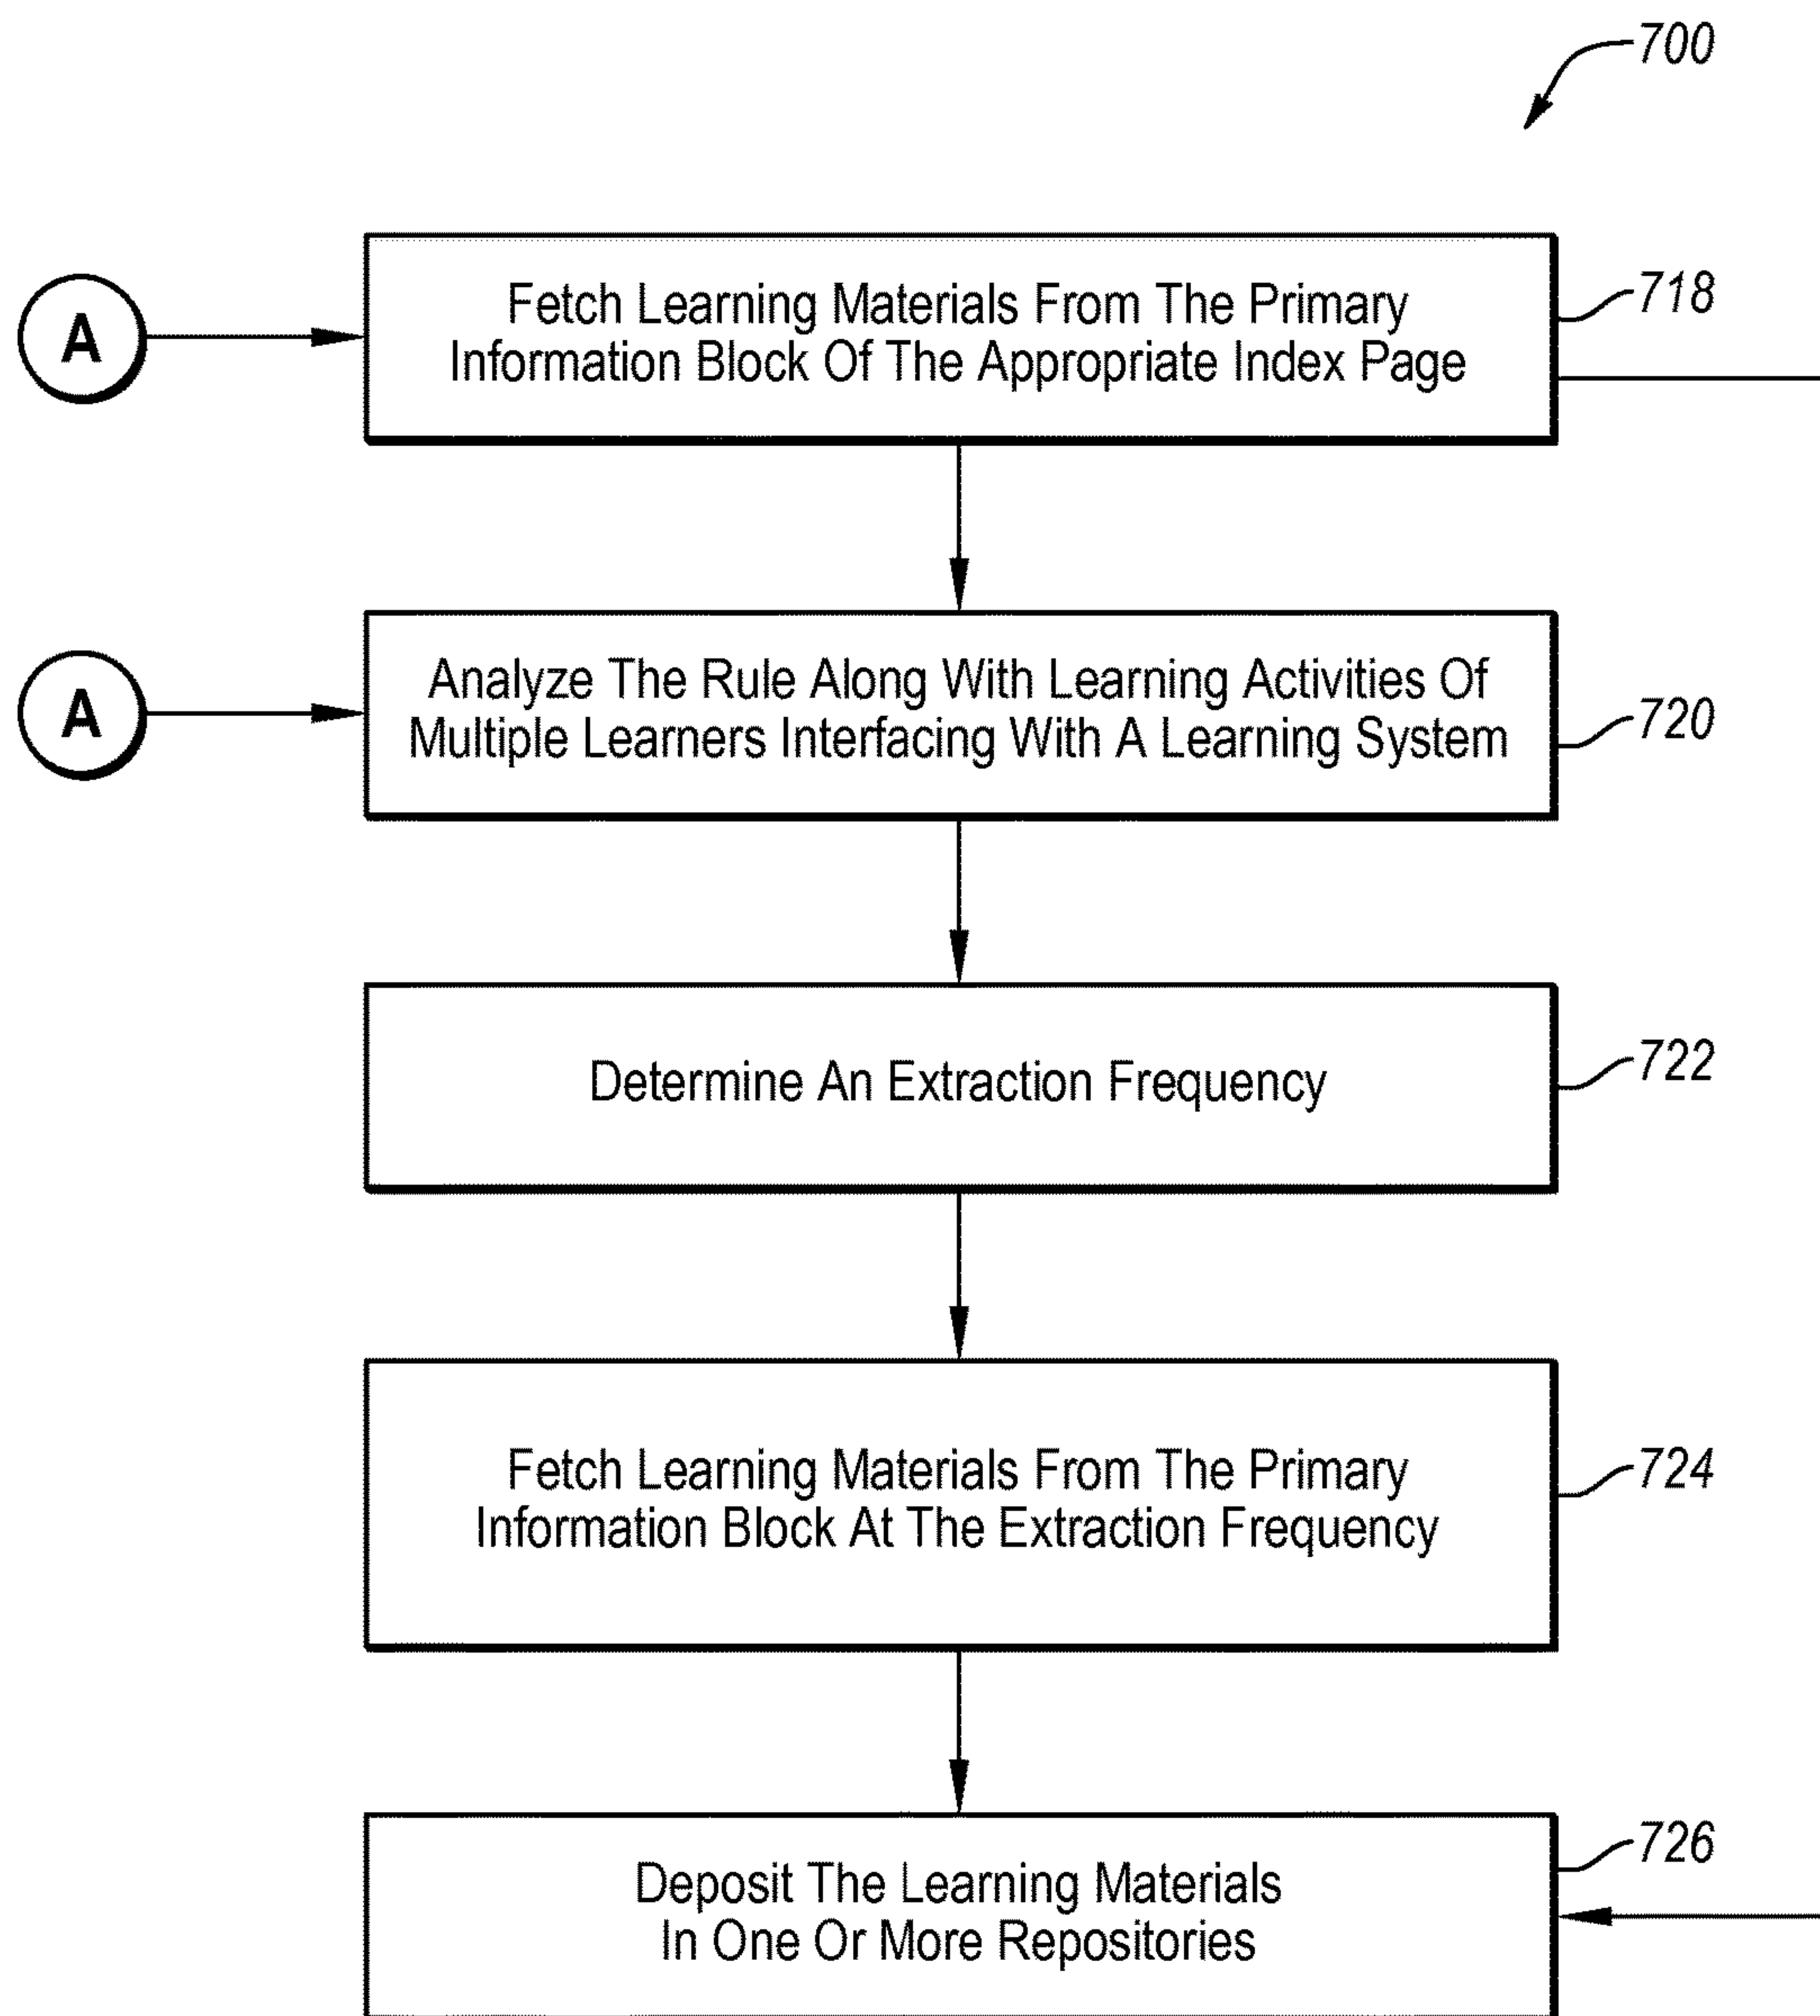 700
A
Fetch Learning Materials From The Primary
Information Block Of The Appropriate Index Page
718
A
Analyze The Rule Along With Learning Activities Of
Multiple Learners Interfacing With A Learning System
720
Determine An Extraction Frequency
722
Fetch Learning Materials From The Primary
Information Block At The Extraction Frequency
724
Deposit The Learning Materials
In One Or More Repositories
726